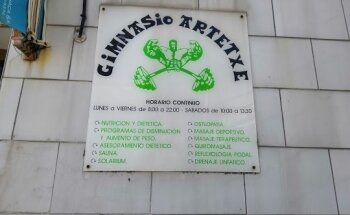 GIMNASIO ARTETXE
HORARIO CONTINUO
LUNES A VIERNES de 8:00 a 22:00 - SABADOS de 10:00 a 13:30
NUTRICION Y DIETETICA.
PROGRAMAS DE DISMINUCION
Y AUMENTO DE PESO.
ASESORAMIENTO DIETETICO.
SAUNA.
SOLARIUM.
OSTEOPATIA.
MASAJE DEPORTIVO.
MASAJE TERAPEUTICO.
QUIROMASAJE.
REFLEXOLOGIA PODAL.
DRENAJE LINFATICO.